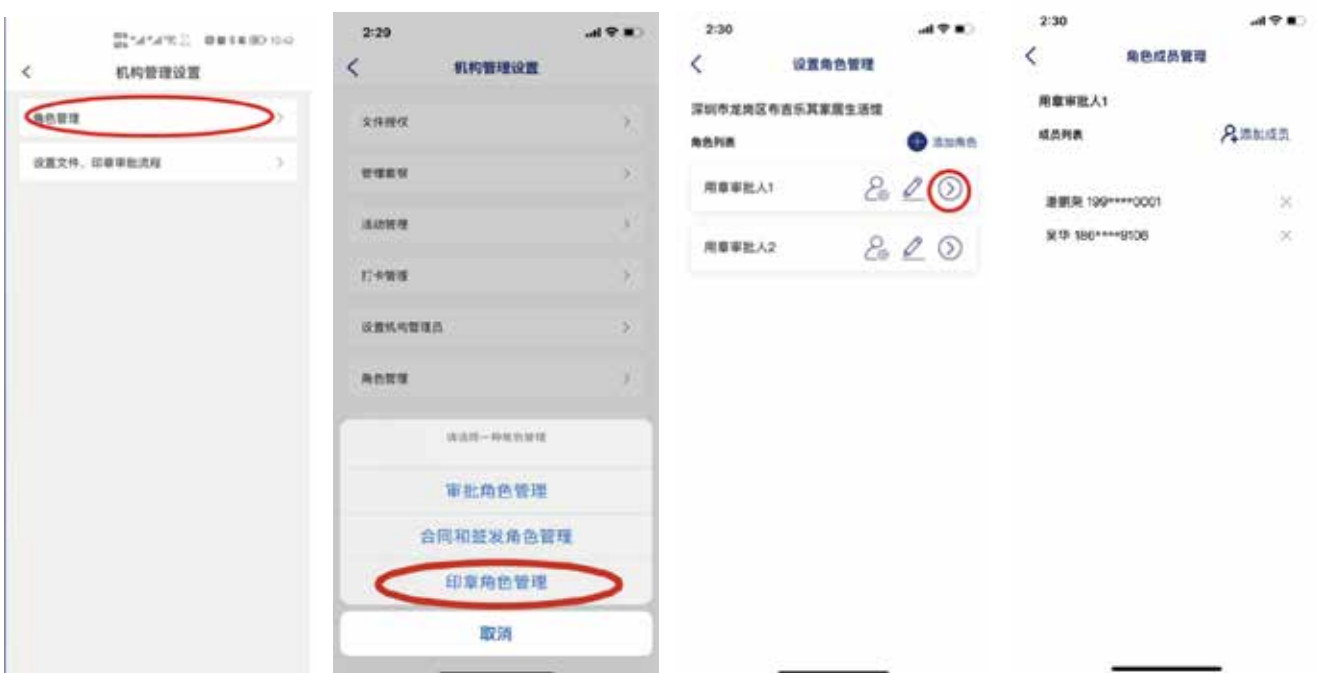 机构管理设置
角色管理
设置文件、印章审批流程
2:29
机构管理设置
文件授权
管理套餐
活动管理
打卡管理
设置机构管理员
角色管理
请选择一种角色管理
审批角色管理
合同和签发角色管理
印章角色管理
取消
2:30
设置角色管理
深圳市龙岗区布吉乐其家居生活馆
角色列表
添加角色
用章审批人1
用章审批人2
2:30
角色成员管理
用章审批人1
成员列表
添加成员
199****0001
吴华 186****9106